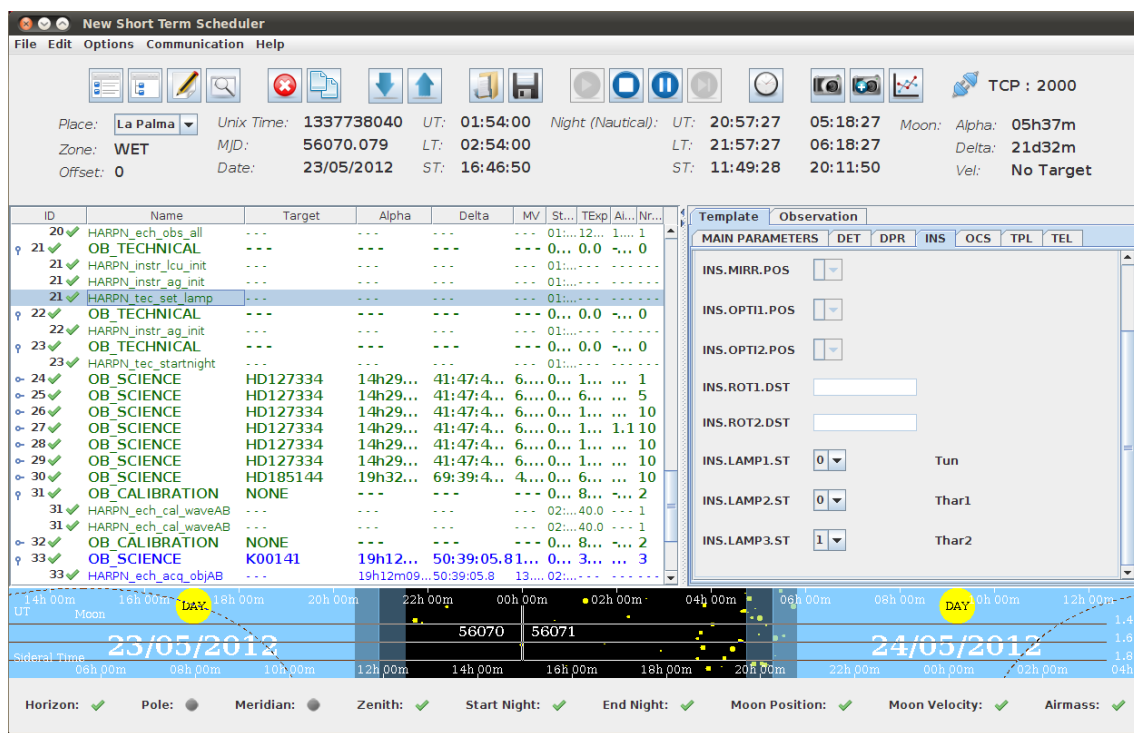 New Short Term Scheduler
File Edit Options Communication Help
TCP : 2000
Place: La Palma Unix Time: 1337738040 UT: 01:54:00 Night (Nautical): UT: 20:57:27 05:18:27 Moon: Alpha: 05h37m
Zone: WET MJD: 56070.079 LT: 02:54:00 LT: 21:57:27 06:18:27 Delta: 21d32m
Offset: 0 Date: 23/05/2012 ST: 16:46:50 ST: 11:49:28 20:11:50 Vel: No Target
ID Name Target Alpha Delta MV St... TExp Ai... Nr...
20 HARPN_ech_obs_all - - - - - - - - - - - - 01:... 12... 1.... 1
21 OB_TECHNICAL - - - - - - - - - - - - 0... 0.0 -... 0
21 HARPN_instr_lcu_init - - - - - - - - - - - - 01:... - - - - - - - - -
21 HARPN_instr_ag_init - - - - - - - - - - - - 01:... - - - - - - - - -
21 HARPN_tec_set_lamp - - - - - - - - - - - - 01:... - - - - - - - - -
22 OB_TECHNICAL - - - - - - - - - - - - 0... 0.0 -... 0
22 HARPN_instr_ag_init - - - - - - - - - - - - 01:... - - - - - - - - -
23 OB_TECHNICAL - - - - - - - - - - - - 0... 0.0 -... 0
23 HARPN_tec_startnight - - - - - - - - - - - - 01:... - - - - - - - - -
24 OB_SCIENCE HD127334 14h29... 41:47:4... 6.... 0... 1... ... 1
25 OB_SCIENCE HD127334 14h29... 41:47:4... 6.... 0... 6... ... 5
26 OB_SCIENCE HD127334 14h29... 41:47:4... 6.... 0... 1... ... 10
27 OB_SCIENCE HD127334 14h29... 41:47:4... 6.... 0... 1... 1.1 10
28 OB_SCIENCE HD127334 14h29... 41:47:4... 6.... 0... 1... ... 10
29 OB_SCIENCE HD127334 14h29... 41:47:4... 6.... 0... 1... ... 10
30 OB_SCIENCE HD185144 19h32... 69:39:4... 4.... 0... 6... ... 10
31 OB_CALIBRATION NONE - - - - - - - - - 0... 8... -... 2
31 HARPN_ech_cal_waveAB - - - - - - - - - - - - 02:... 40.0 - - - 1
31 HARPN_ech_cal_waveAB - - - - - - - - - - - - 02:... 40.0 - - - 1
32 OB_CALIBRATION NONE - - - - - - - - - 0... 8... -... 2
33 OB_SCIENCE K00141 19h12... 50:39:05.8 1... 0... 3... ... 3
33 HARPN_ech_acq_objAB - - - 19h12m09... 50:39:05.8 13.... 02:... - - - - - - - - -
Template Observation
MAIN PARAMETERS DET DPR INS OCS TPL TEL
INS.MIRR.POS
INS.OPTI1.POS
INS.OPTI2.POS
INS.ROT1.DST
INS.ROT2.DST
INS.LAMP1.ST 0 Tun
INS.LAMP2.ST 0 Thar1
INS.LAMP3.ST 1 Thar2
14h 00m 16h 00m 18h 00m 20h 00m 22h 00m 00h 00m 02h 00m 04h 00m 06h 00m 08h 00m 0h 00m 12h 00m
UT Moon DAY DAY 1.4
56070 56071 1.6
23/05/2012 24/05/2012
Sideral Time 1.8
06h 00m 08h 00m 10h 00m 12h 00m 14h 00m 16h 00m 18h 00m 20h 00m 22h 00m 00h 00m 02h 00m 04h
Horizon: Pole: Meridian: Zenith: Start Night: End Night: Moon Position: Moon Velocity: Airmass: